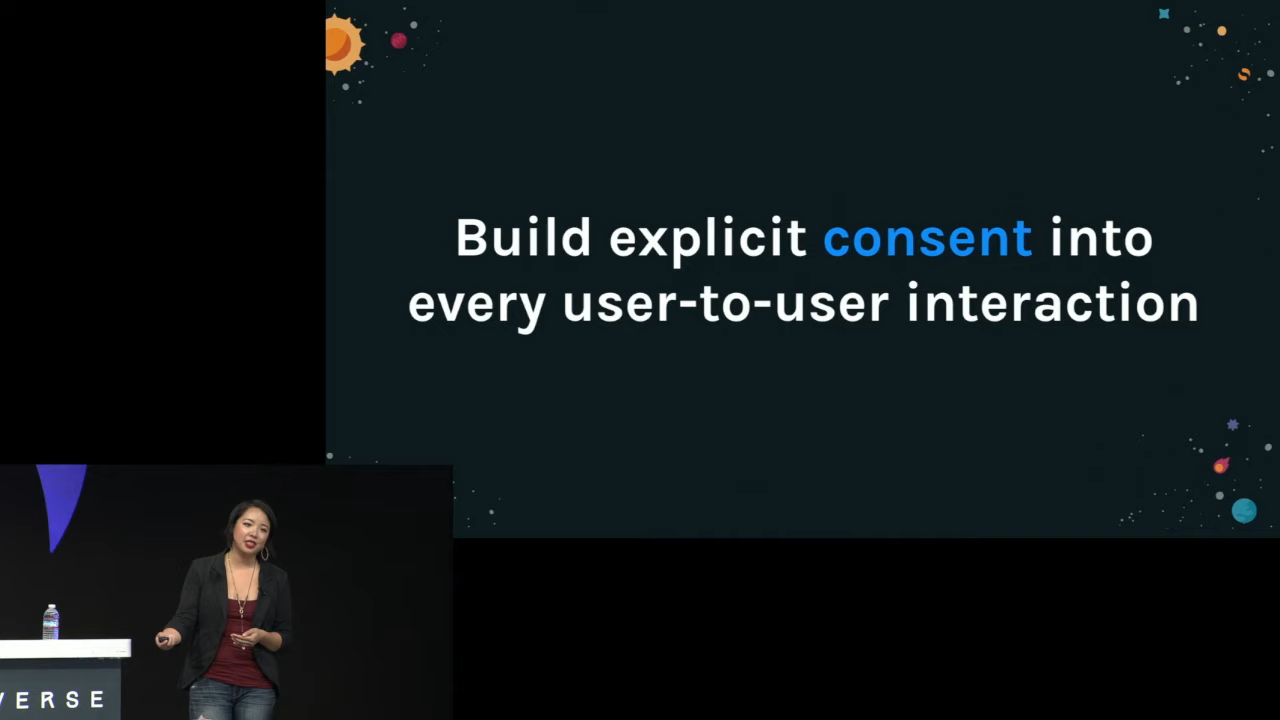 Build explicit consent into
every user-to-user interaction
VERSE